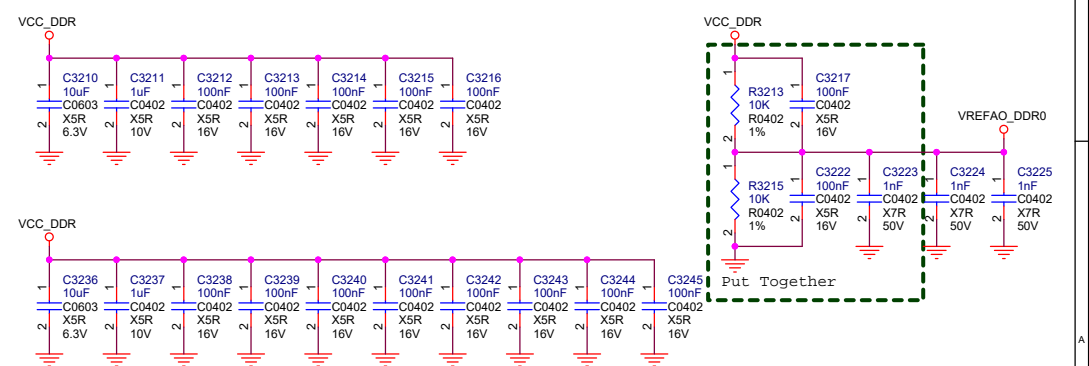 VCC_DDR
1
2
C3210
10uF
C0603
X5R
6.3V
1
2
C3211
1uF
C0402
X5R
10V
1
2
C3212
100nF
C0402
X5R
16V
1
2
C3213
100nF
C0402
X5R
16V
1
2
C3214
100nF
C0402
X5R
16V
1
2
C3215
100nF
C0402
X5R
16V
1
2
C3216
100nF
C0402
X5R
16V
VCC_DDR
1
2
R3213
10K
R0402
1%
1
2
C3217
100nF
C0402
X5R
16V
VREFAO_DDR0
1
2
R3215
10K
R0402
1%
1
2
C3222
100nF
C0402
X5R
16V
1
2
C3223
1nF
C0402
X7R
50V
1
2
C3224
1nF
C0402
X7R
50V
1
2
C3225
1nF
C0402
X7R
50V
Put Together
VCC_DDR
1
2
C3236
10uF
C0603
X5R
6.3V
1
2
C3237
1uF
C0402
X5R
10V
1
2
C3238
100nF
C0402
X5R
16V
1
2
C3239
100nF
C0402
X5R
16V
1
2
C3240
100nF
C0402
X5R
16V
1
2
C3241
100nF
C0402
X5R
16V
1
2
C3242
100nF
C0402
X5R
16V
1
2
C3243
100nF
C0402
X5R
16V
1
2
C3244
100nF
C0402
X5R
16V
1
2
C3245
100nF
C0402
X5R
16V
A